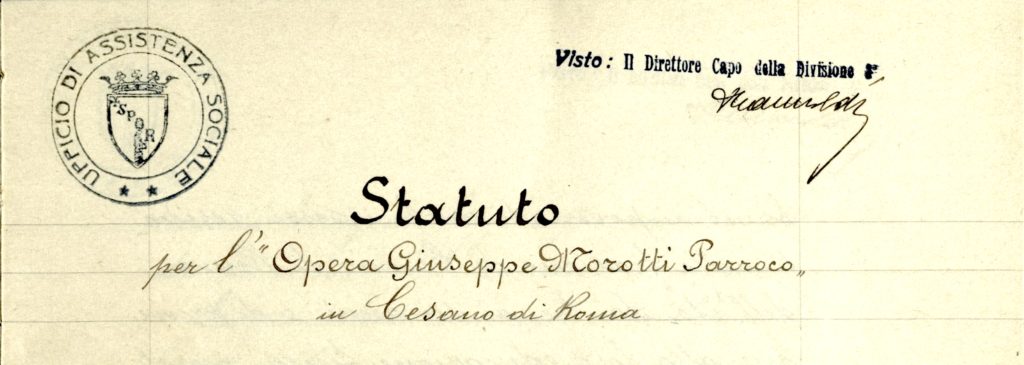 UFFICIO DI ASSISTENZA SOCIALE
SPQR
Visto: Il Direttore Capo della Divisione
Statuto
per l' "Opera Giuseppe Morotti Parroco"
in Cesano di Roma